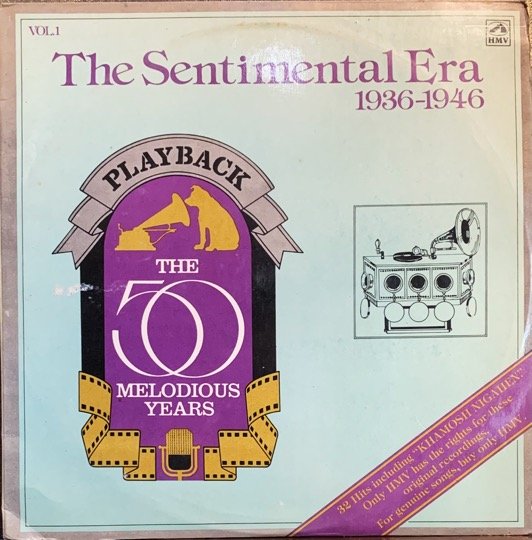 VOL.1
HMV
The Sentimental Era
1936-1946
PLAYBACK
THE
50
MELODIOUS
YEARS
32 Hits including "KHAMOSH NIGAHEN"
Only HMV has the rights for these
original recordings.
For genuine songs, buy only HMV